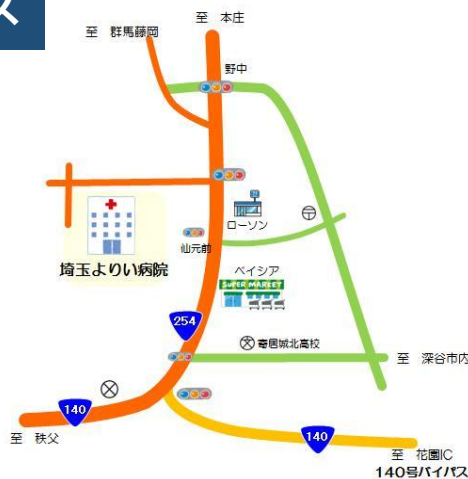 ス
至 本庄
至 群馬藤岡
野中
ローソン
仙元前
埼玉よりい病院
ベイシア
SUPER MARKET
254
寄居城北高校
至 深谷市内
140
至 秩父
140
至 花園IC
140号バイパス